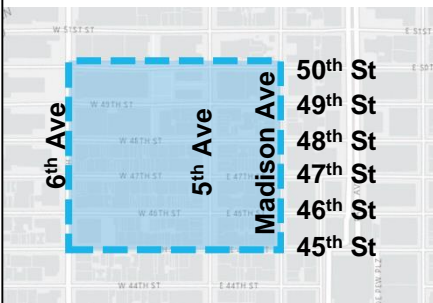 W 51ST ST
E 51ST
50th St
E 50T
49th St
W 49TH ST
48th St
W 48TH ST
47th St
W 47TH ST
E 47TH
46th St
W 46TH ST
E 46TH
45th St
W 44TH ST
E 44TH ST
6th Ave
5th Ave
Madison Ave